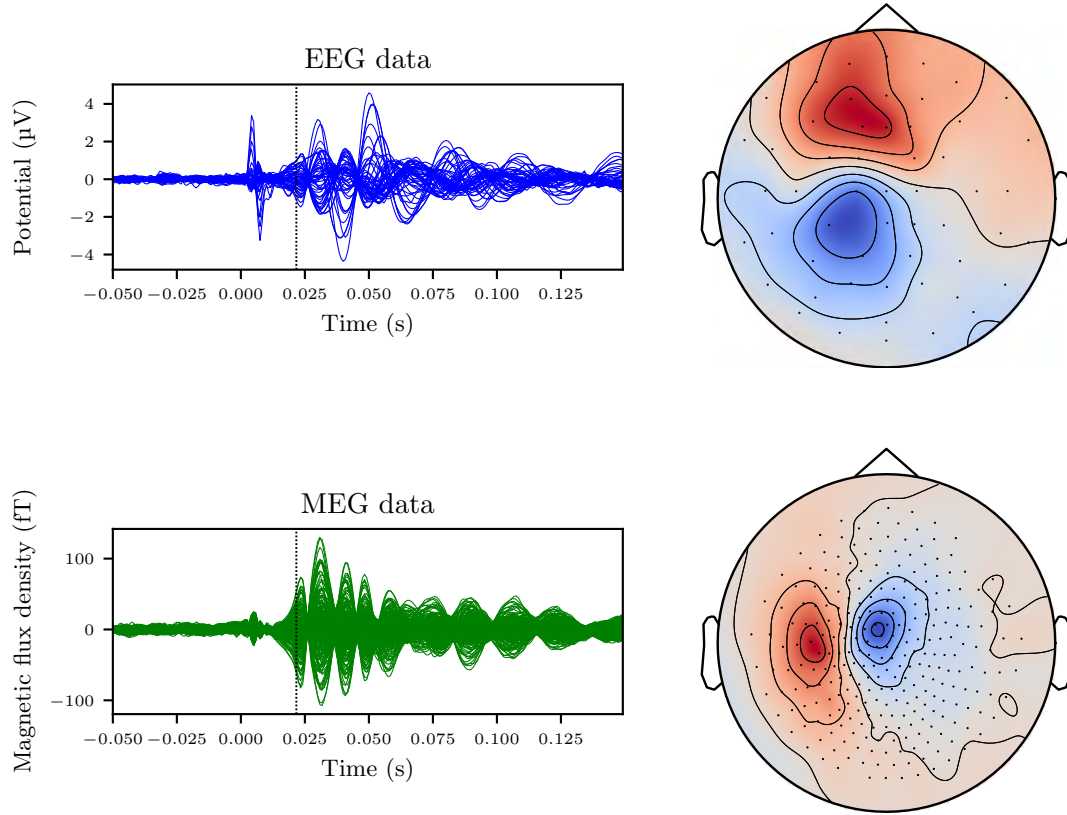 EEG data
Potential (µV)
4
2
0
−2
−4
−0.050 −0.025 0.000 0.025 0.050 0.075 0.100 0.125
Time (s)
MEG data
Magnetic flux density (fT)
100
0
−100
−0.050 −0.025 0.000 0.025 0.050 0.075 0.100 0.125
Time (s)